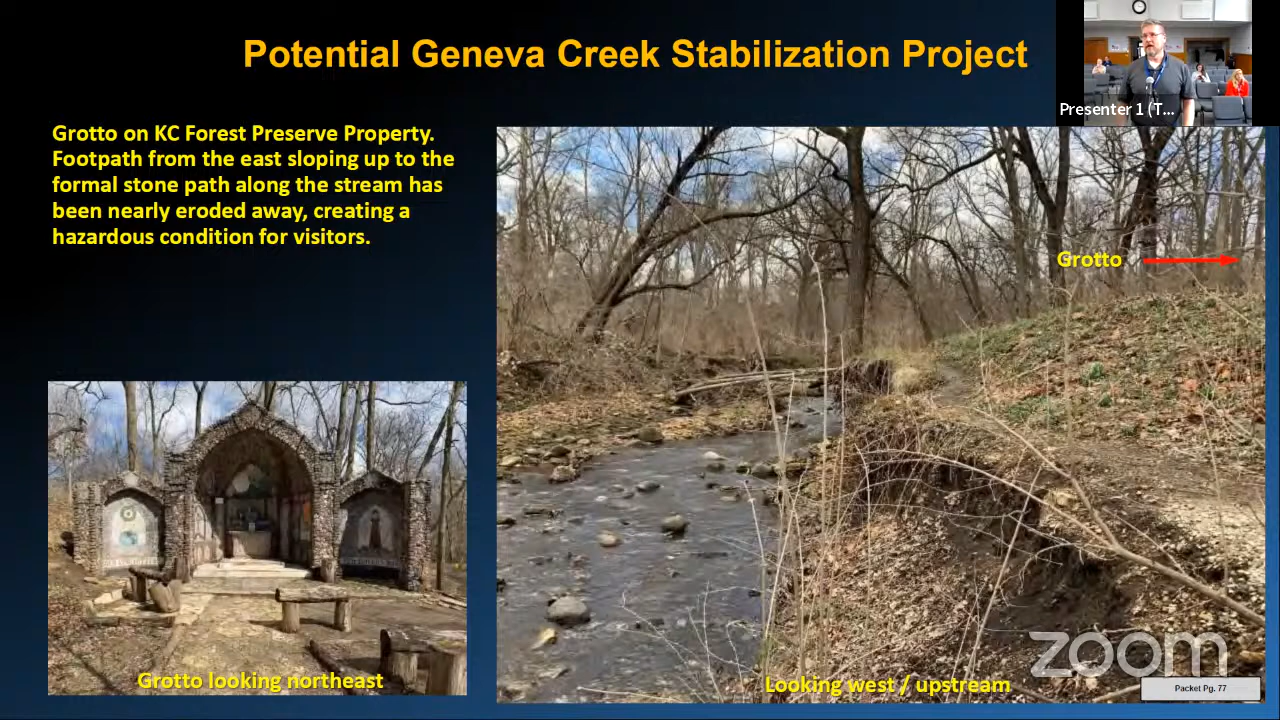 Potential Geneva Creek Stabilization Project
Presenter 1 (T...
Grotto on KC Forest Preserve Property.
Footpath from the east sloping up to the
formal stone path along the stream has
been nearly eroded away, creating a
hazardous condition for visitors.
Grotto
Grotto looking northeast
Looking west / upstream
zoom
Packet Pg. 77